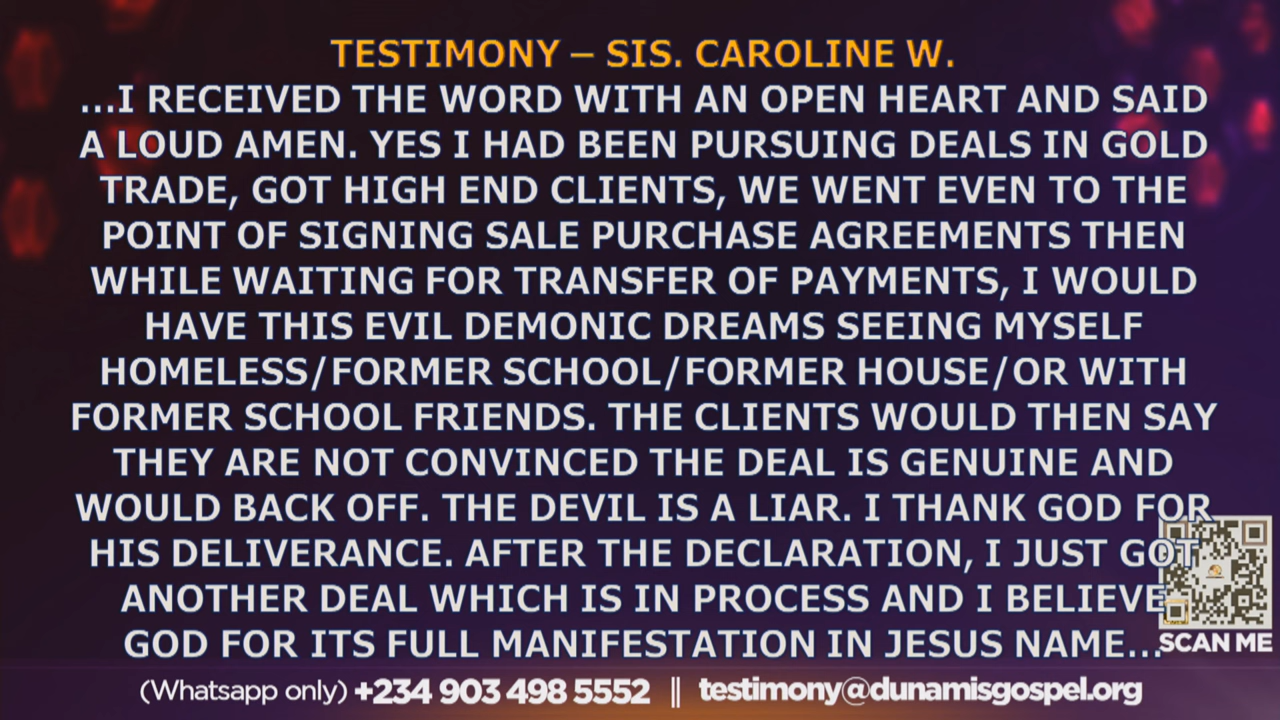 TESTIMONY – SIS. CAROLINE W.
...I RECEIVED THE WORD WITH AN OPEN HEART AND SAID
A LOUD AMEN. YES I HAD BEEN PURSUING DEALS IN GOLD
TRADE, GOT HIGH END CLIENTS, WE WENT EVEN TO THE
POINT OF SIGNING SALE PURCHASE AGREEMENTS THEN
WHILE WAITING FOR TRANSFER OF PAYMENTS, I WOULD
HAVE THIS EVIL DEMONIC DREAMS SEEING MYSELF
HOMELESS/FORMER SCHOOL/FORMER HOUSE/OR WITH
FORMER SCHOOL FRIENDS. THE CLIENTS WOULD THEN SAY
THEY ARE NOT CONVINCED THE DEAL IS GENUINE AND
WOULD BACK OFF. THE DEVIL IS A LIAR. I THANK GOD FOR
HIS DELIVERANCE. AFTER THE DECLARATION, I JUST GOT
ANOTHER DEAL WHICH IS IN PROCESS AND I BELIEVE
GOD FOR ITS FULL MANIFESTATION IN JESUS NAME...
SCAN ME
(Whatsapp only) +234 903 498 5552 || testimony@dunamisgospel.org